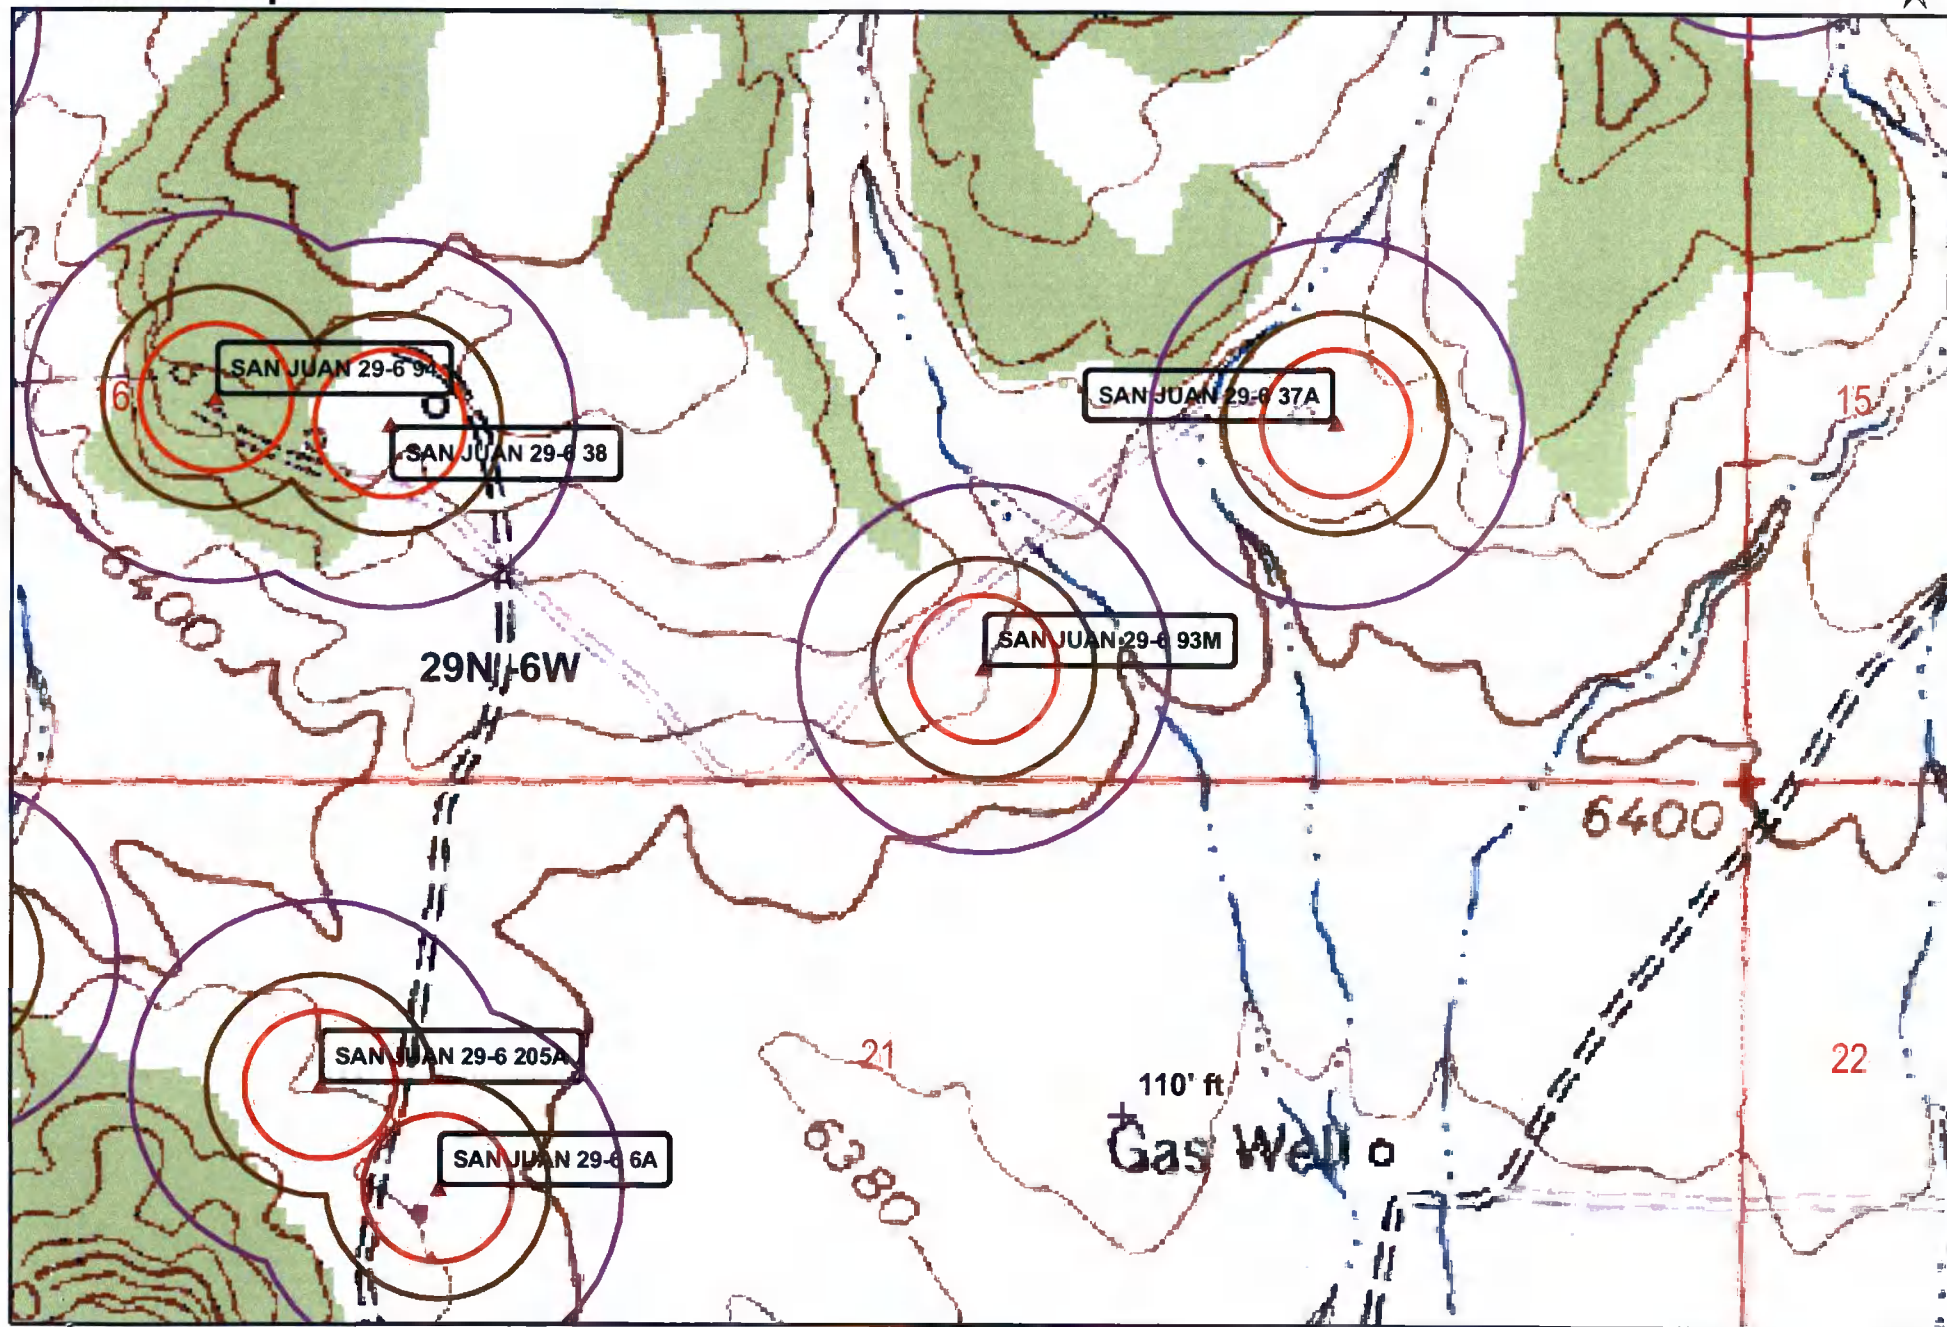 SAN JUAN 29-6 94
6
SAN JUAN 29-6 38
SAN JUAN 29-6 37A
15
6400
SAN JUAN 29-6 93M
29N 6W
6400
SAN JUAN 29-6 205A
21
22
110' ft
Gas Well
SAN JUAN 29-6 6A
6380